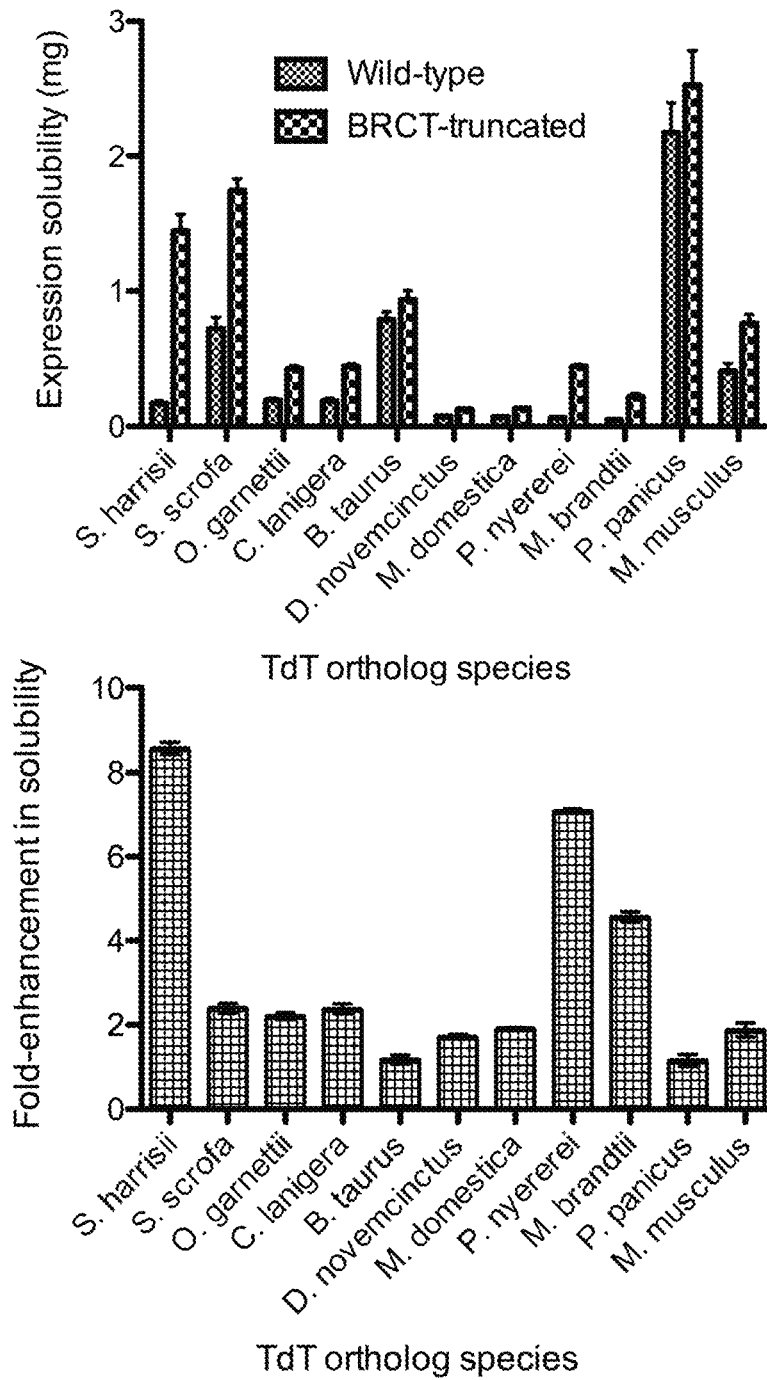 Expression solubility (mg)
3
2
1
0
Wild-type
BRCT-truncated
S. harrisii
S. scrofa
O. garnettii
C. lanigera
B. taurus
D. novemcinctus
M. domestica
P. nyererei
M. brandtii
P. panicus
M. musculus
TdT ortholog species
Fold-enhancement in solubility
10
8
6
4
2
0
S. harrisii
S. scrofa
O. garnettii
C. lanigera
B. taurus
D. novemcinctus
M. domestica
P. nyererei
M. brandtii
P. panicus
M. musculus
TdT ortholog species